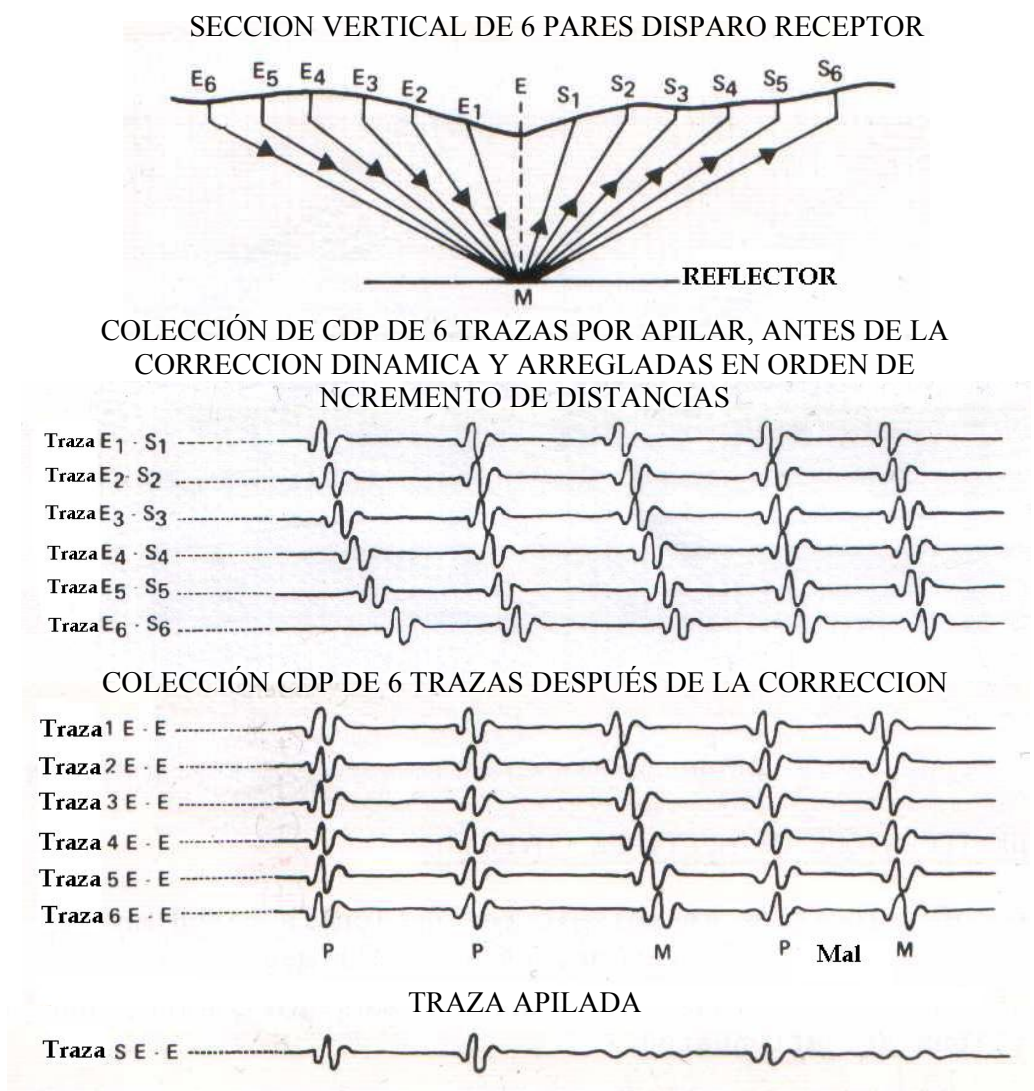 SECCION VERTICAL DE 6 PARES DISPARO RECEPTOR
E6 E5 E4 E3 E2 E1 E S1 S2 S3 S4 S5 S6
REFLECTOR
M
COLECCIÓN DE CDP DE 6 TRAZAS POR APILAR, ANTES DE LA
CORRECCION DINAMICA Y ARREGLADAS EN ORDEN DE
NCREMENTO DE DISTANCIAS
Traza E1 - S1
Traza E2 - S2
Traza E3 - S3
Traza E4 - S4
Traza E5 - S5
Traza E6 - S6
COLECCIÓN CDP DE 6 TRAZAS DESPUÉS DE LA CORRECCION
Traza 1 E - E
Traza 2 E - E
Traza 3 E - E
Traza 4 E - E
Traza 5 E - E
Traza 6 E - E
P P M P Mal M
TRAZA APILADA
Traza S E - E